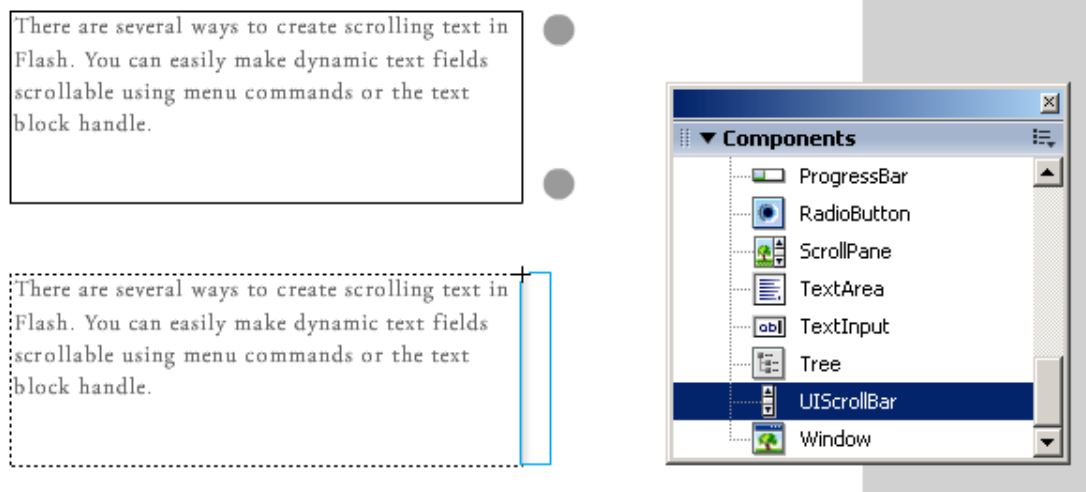 There are several ways to create scrolling text in
Flash. You can easily make dynamic text fields
scrollable using menu commands or the text
block handle.
There are several ways to create scrolling text in
Flash. You can easily make dynamic text fields
scrollable using menu commands or the text
block handle.
Components
ProgressBar
RadioButton
ScrollPane
TextArea
abl TextInput
Tree
UIScrollBar
Window